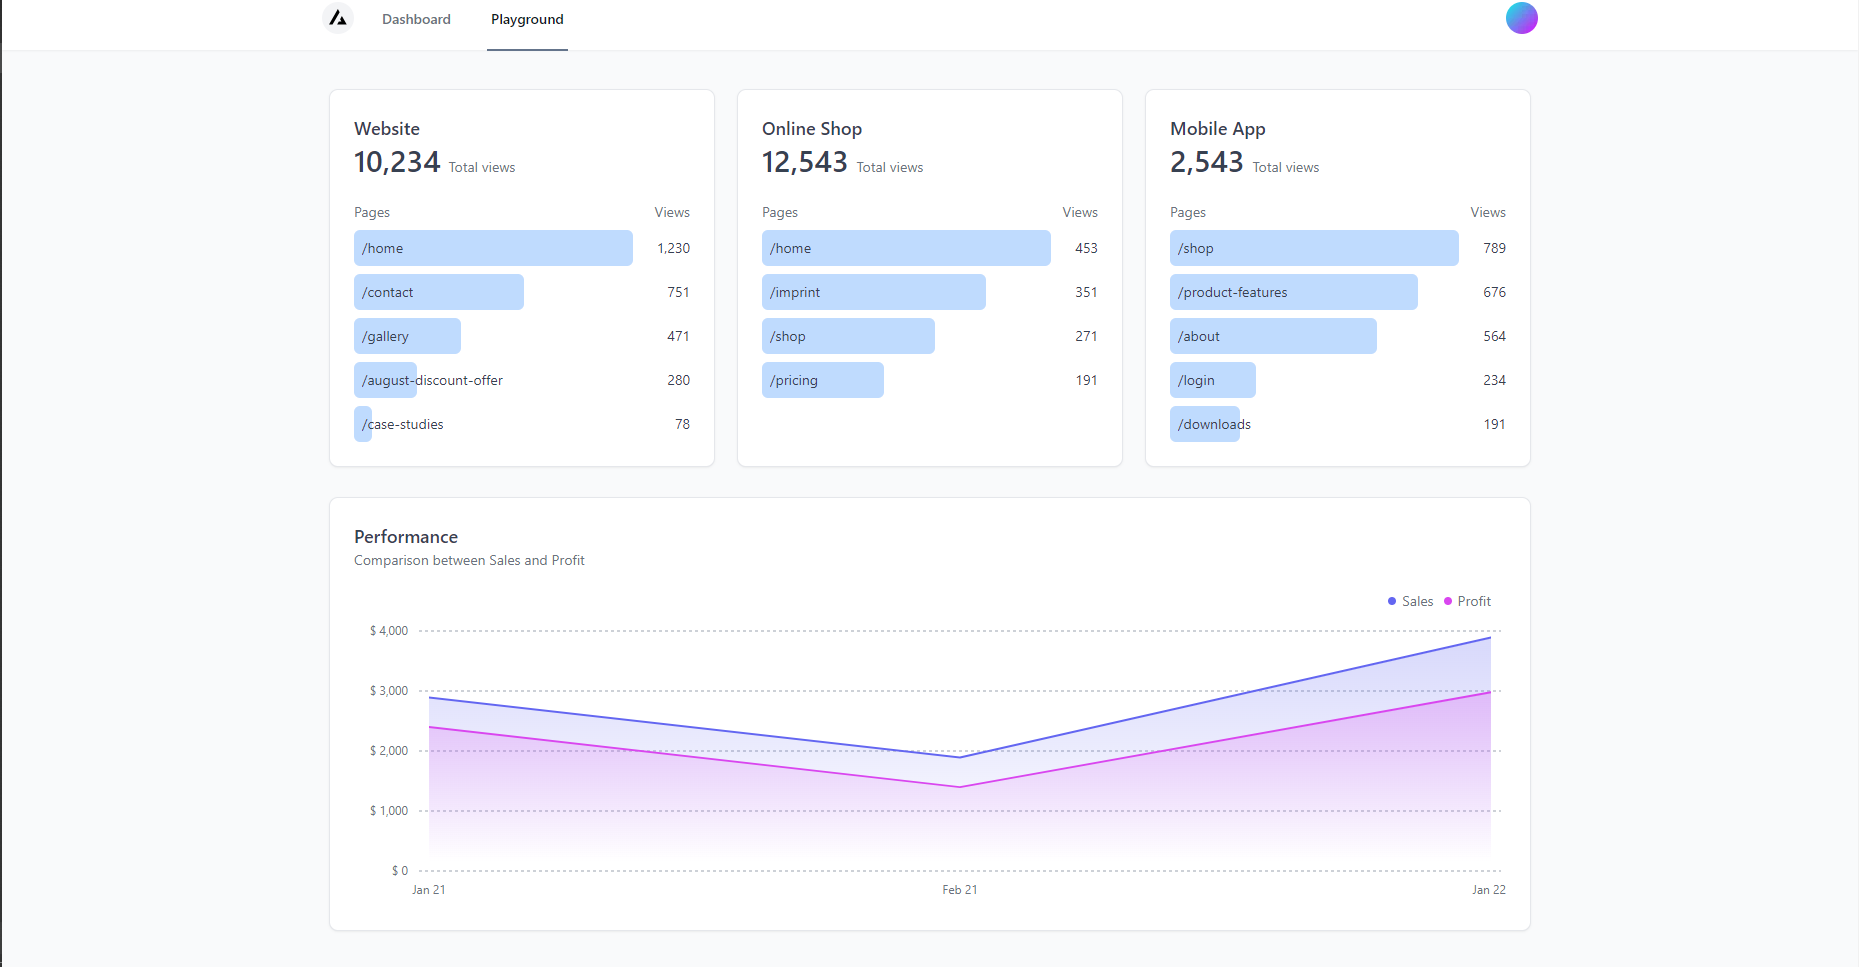 Dashboard Playground
Website
10,234 Total views
Pages Views
/home 1,230
/contact 751
/gallery 471
/august-discount-offer 280
/case-studies 78
Online Shop
12,543 Total views
Pages Views
/home 453
/imprint 351
/shop 271
/pricing 191
Mobile App
2,543 Total views
Pages Views
/shop 789
/product-features 676
/about 564
/login 234
/downloads 191
Performance
Comparison between Sales and Profit
Sales Profit
$ 4,000
$ 3,000
$ 2,000
$ 1,000
$ 0
Jan 21 Feb 21 Jan 22